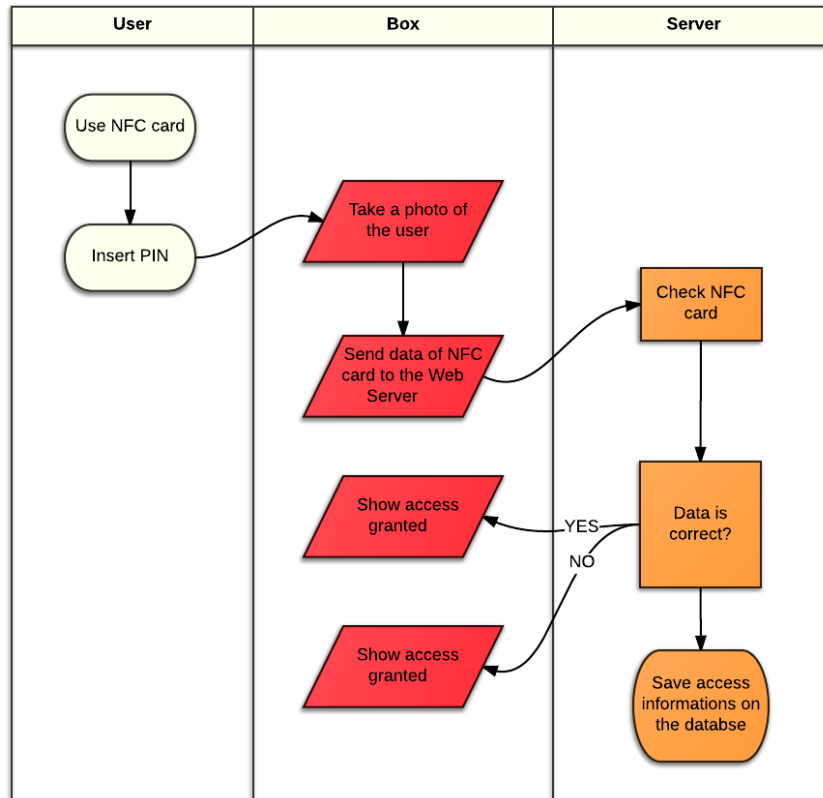 User
Box
Server
Use NFC card
Insert PIN
Take a photo of
the user
Send data of NFC
card to the Web
Server
Check NFC
card
Data is
correct?
YES
NO
Show access
granted
Show access
granted
Save access
informations on
the databse